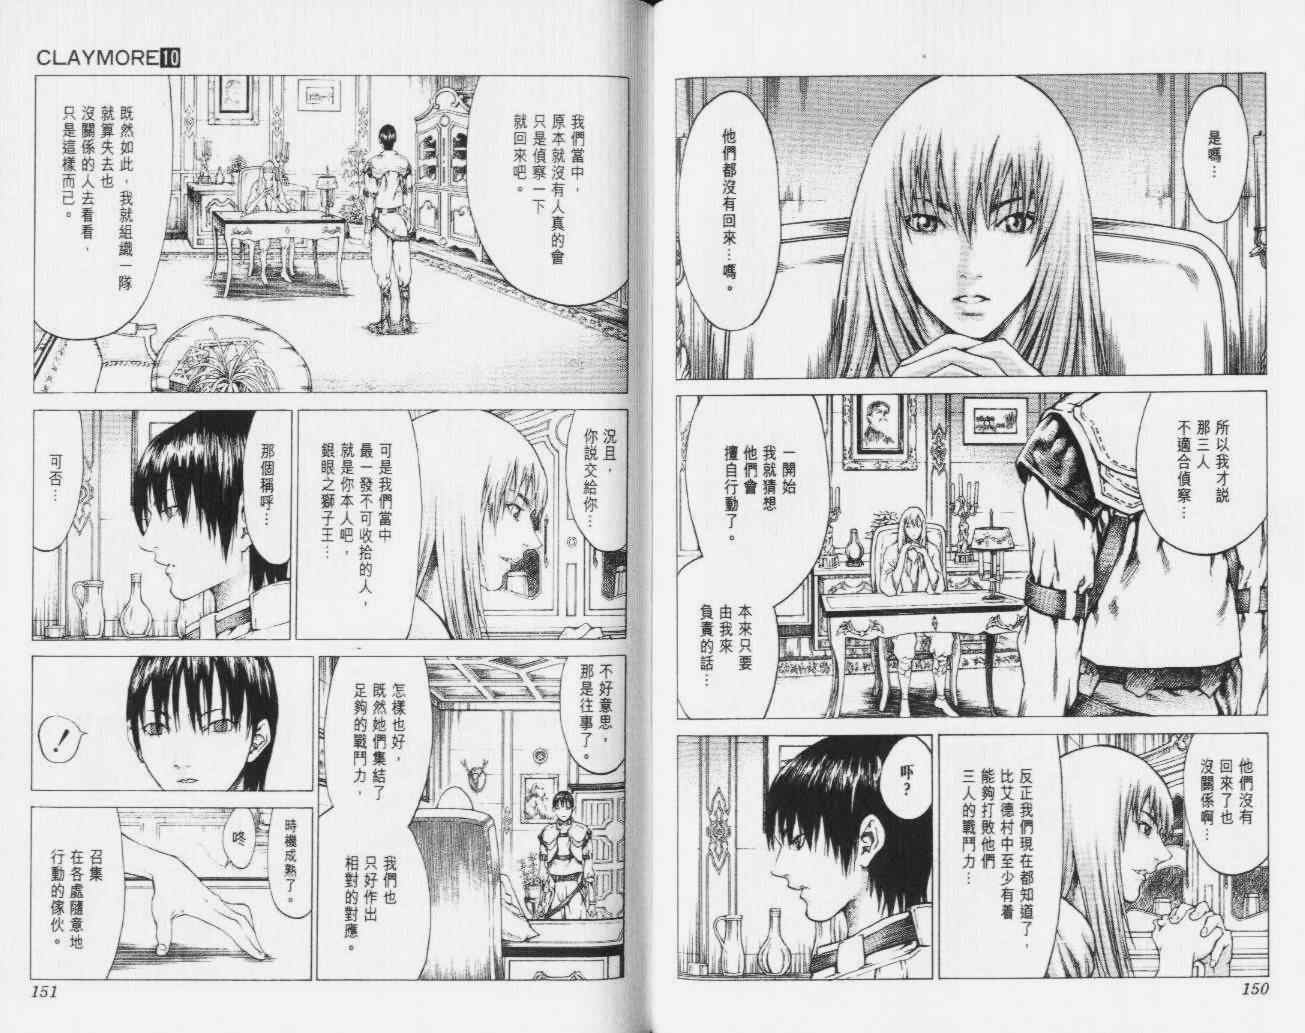 是嗎…
他們都沒有回來…嗎。
所以我才說
那三人
不適合偵察…
一開始
我就猜想
他們會
擅自行動了。
本來只要
由我來
負責的話…
他們沒有
回來了也
沒關係啊…
反正我們現在都知道了，
比艾德村中至少有着
能夠打敗他們
三人的戰鬥力…
吓?
150
CLAYMORE10
我們當中，
原本就沒有人真的會
只是偵察一下
就回來吧。
既然如此，我就組織一隊
就算失去也
沒關係的人去看看，
只是這樣而已。
況且，
你說交給你…
可是我們當中
最一發不可收拾的人，
就是你本人吧，
銀眼之獅子王…
那個稱呼…
可否…
不好意思，
那是往事了。
怎樣也好，
既然她們集結了
足夠的戰鬥力，
我們也
只好作出
相對的對應。
！
時機成熟了。
咚
召集
在各處隨意地
行動的傢伙。
151